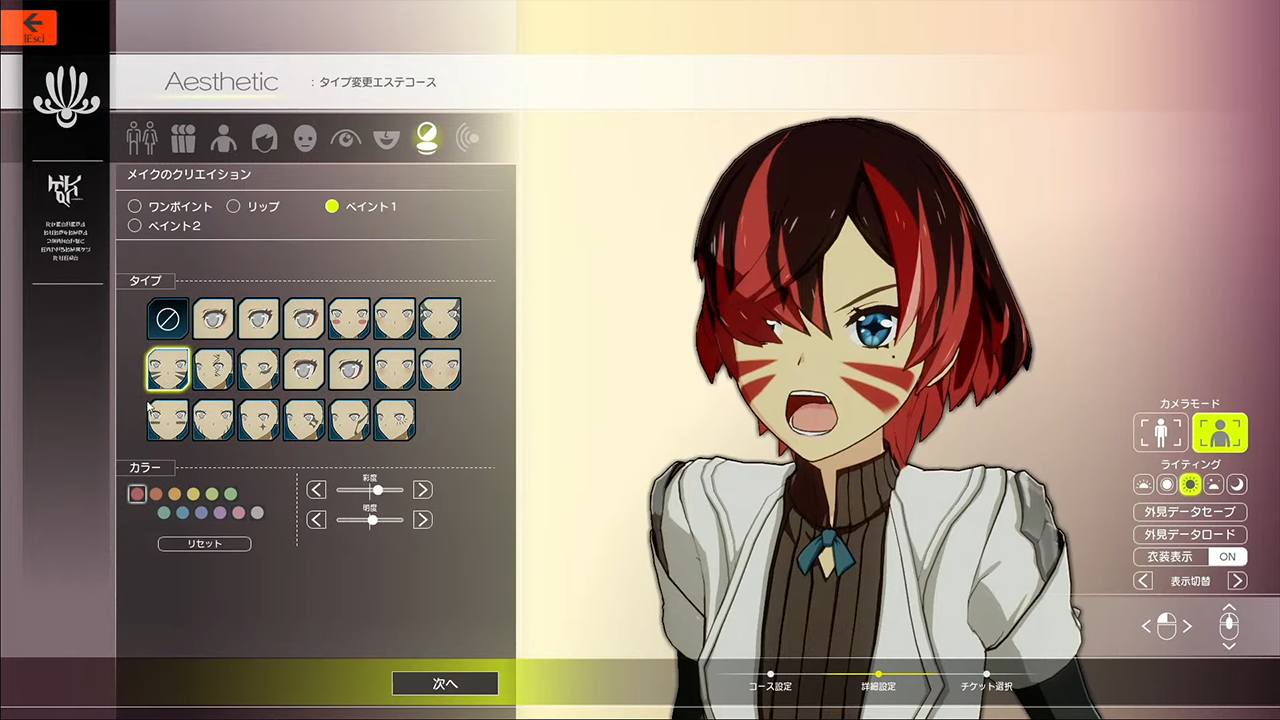 [Esc]
Aesthetic : タイプ変更エステコース
メイクのクリエイション
ワンポイント リップ ペイント1
ペイント2
タイプ
カラー
彩度
明度
リセット
次へ
カメラモード
ライティング
外見データセーブ
外見データロード
衣装表示 ON
表示切替
コース設定 詳細設定 チケット選択